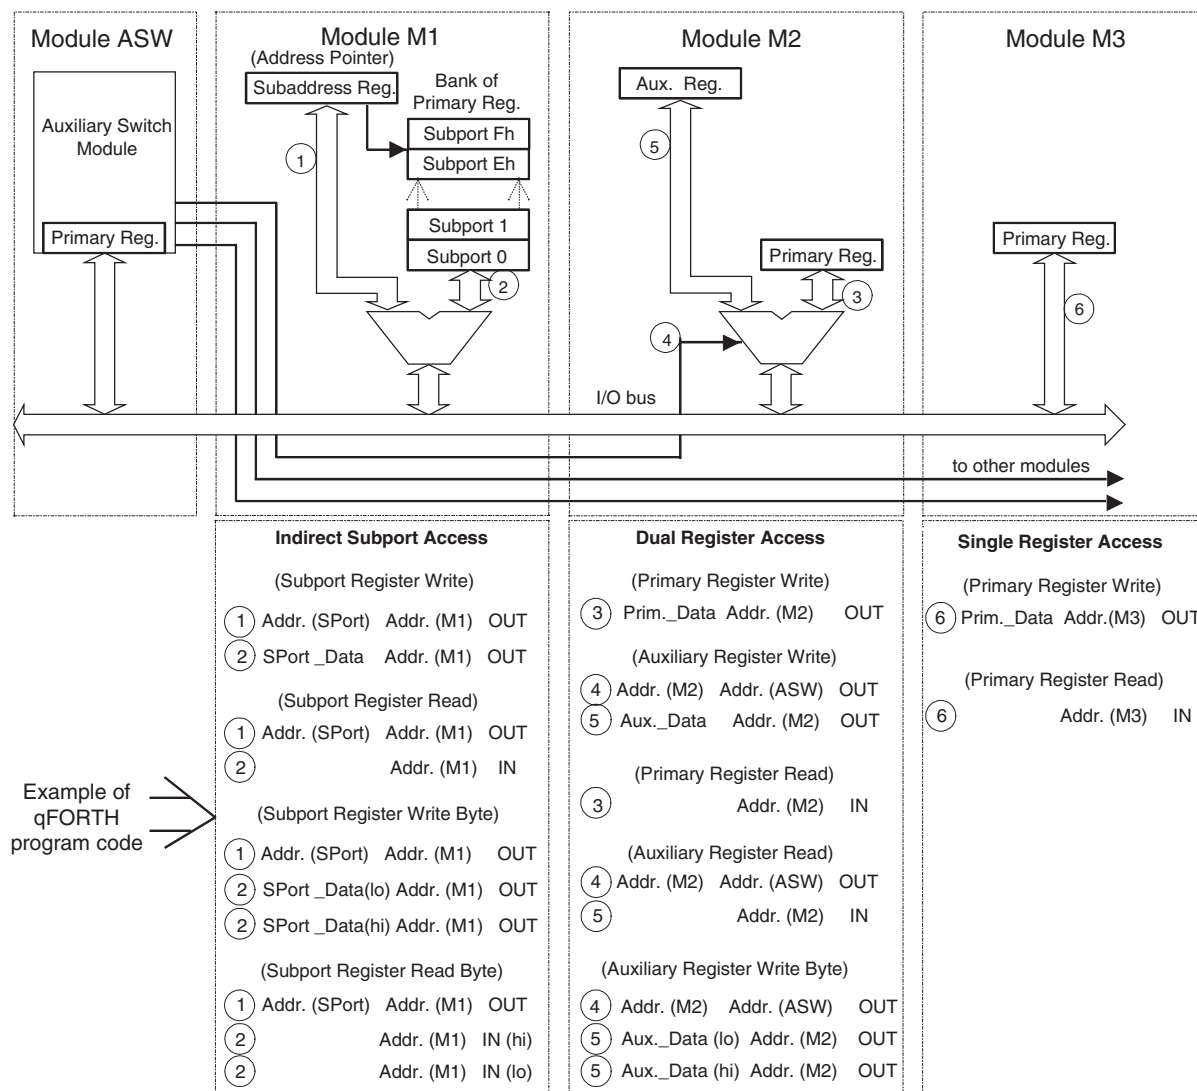 Module ASW
Auxiliary Switch
Module
Primary Reg.
Module M1
(Address Pointer)
Subaddress Reg.
Bank of
Primary Reg.
Subport Fh
Subport Eh
1
Subport 1
Subport 0
2
Module M2
Aux. Reg.
5
Primary Reg.
3
4
Module M3
Primary Reg.
6
I/O bus
to other modules
Example of
qFORTH
program code
Indirect Subport Access
(Subport Register Write)
1 Addr. (SPort) Addr. (M1) OUT
2 SPort _Data Addr. (M1) OUT
(Subport Register Read)
1 Addr. (SPort) Addr. (M1) OUT
2 Addr. (M1) IN
(Subport Register Write Byte)
1 Addr. (SPort) Addr. (M1) OUT
2 SPort _Data(lo) Addr. (M1) OUT
2 SPort _Data(hi) Addr. (M1) OUT
(Subport Register Read Byte)
1 Addr. (SPort) Addr. (M1) OUT
2 Addr. (M1) IN (hi)
2 Addr. (M1) IN (lo)
Dual Register Access
(Primary Register Write)
3 Prim._Data Addr. (M2) OUT
(Auxiliary Register Write)
4 Addr. (M2) Addr. (ASW) OUT
5 Aux._Data Addr. (M2) OUT
(Primary Register Read)
3 Addr. (M2) IN
(Auxiliary Register Read)
4 Addr. (M2) Addr. (ASW) OUT
5 Addr. (M2) IN
(Auxiliary Register Write Byte)
4 Addr. (M2) Addr. (ASW) OUT
5 Aux._Data (lo) Addr. (M2) OUT
5 Aux._Data (hi) Addr. (M2) OUT
Single Register Access
(Primary Register Write)
6 Prim._Data Addr.(M3) OUT
(Primary Register Read)
6 Addr. (M3) IN